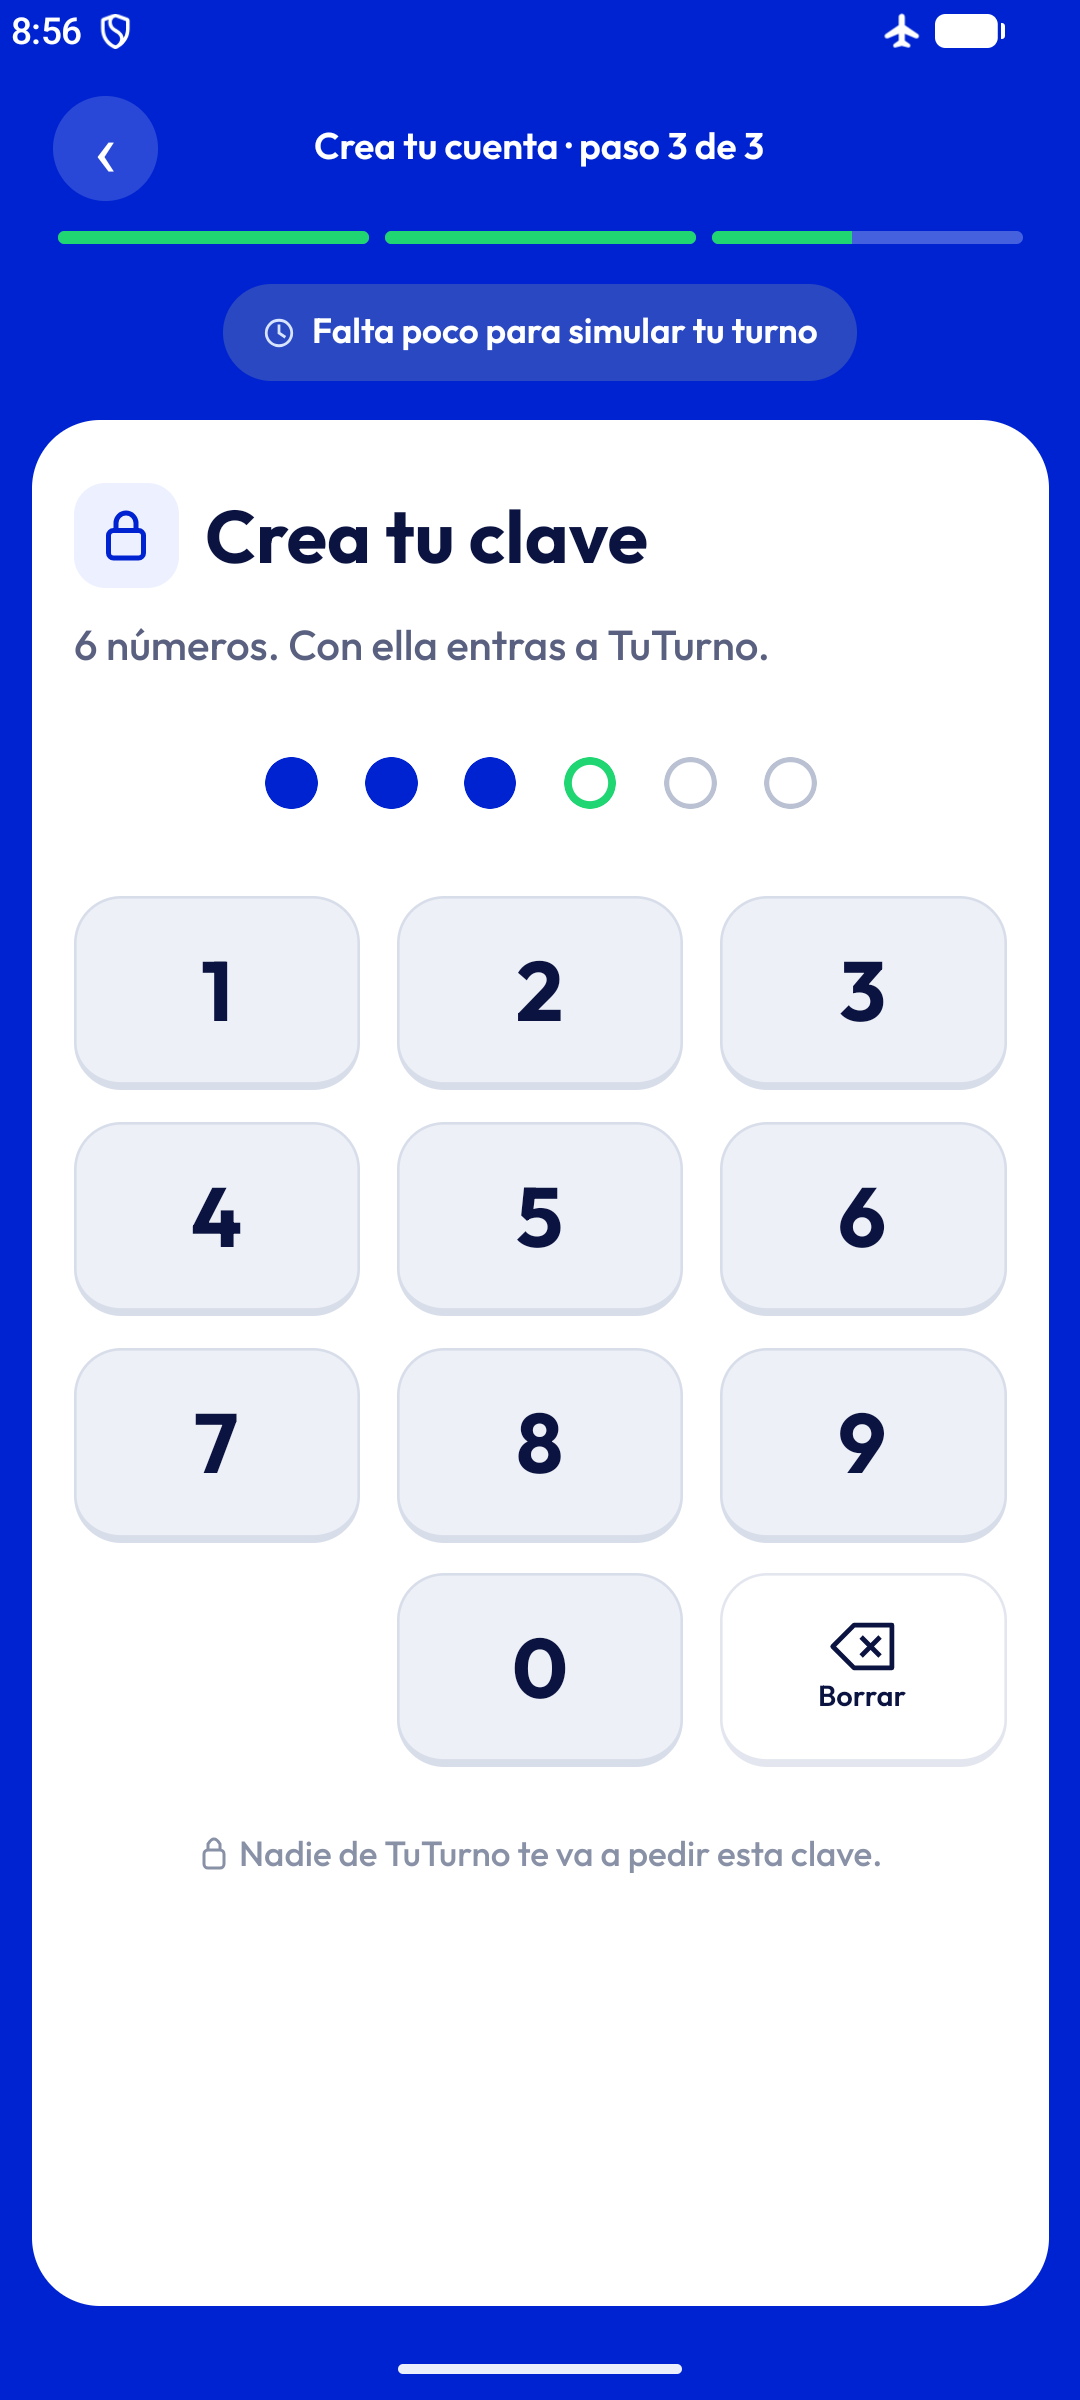 8:56
Crea tu cuenta · paso 3 de 3
Falta poco para simular tu turno
Crea tu clave
6 números. Con ella entras a TuTurno.
1 2 3
4 5 6
7 8 9
0 Borrar
Nadie de TuTurno te va a pedir esta clave.